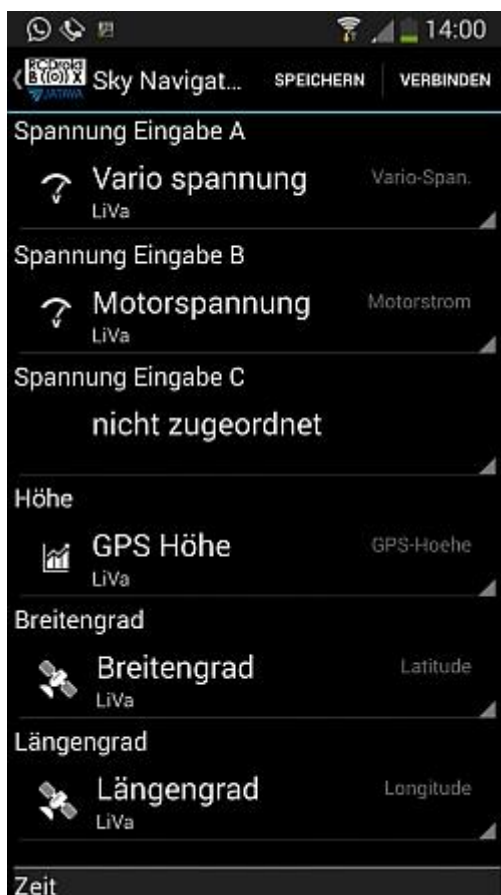 14:00
RCDroid
B((o))X
JATAYA
Sky Navigat... SPEICHERN VERBINDEN
Spannung Eingabe A
Vario spannung Vario-Span.
LiVa
Spannung Eingabe B
Motorspannung Motorstrom
LiVa
Spannung Eingabe C
nicht zugeordnet
Höhe
GPS Höhe GPS-Hoehe
LiVa
Breitengrad
Breitengrad Latitude
LiVa
Längengrad
Längengrad Longitude
LiVa
Zeit